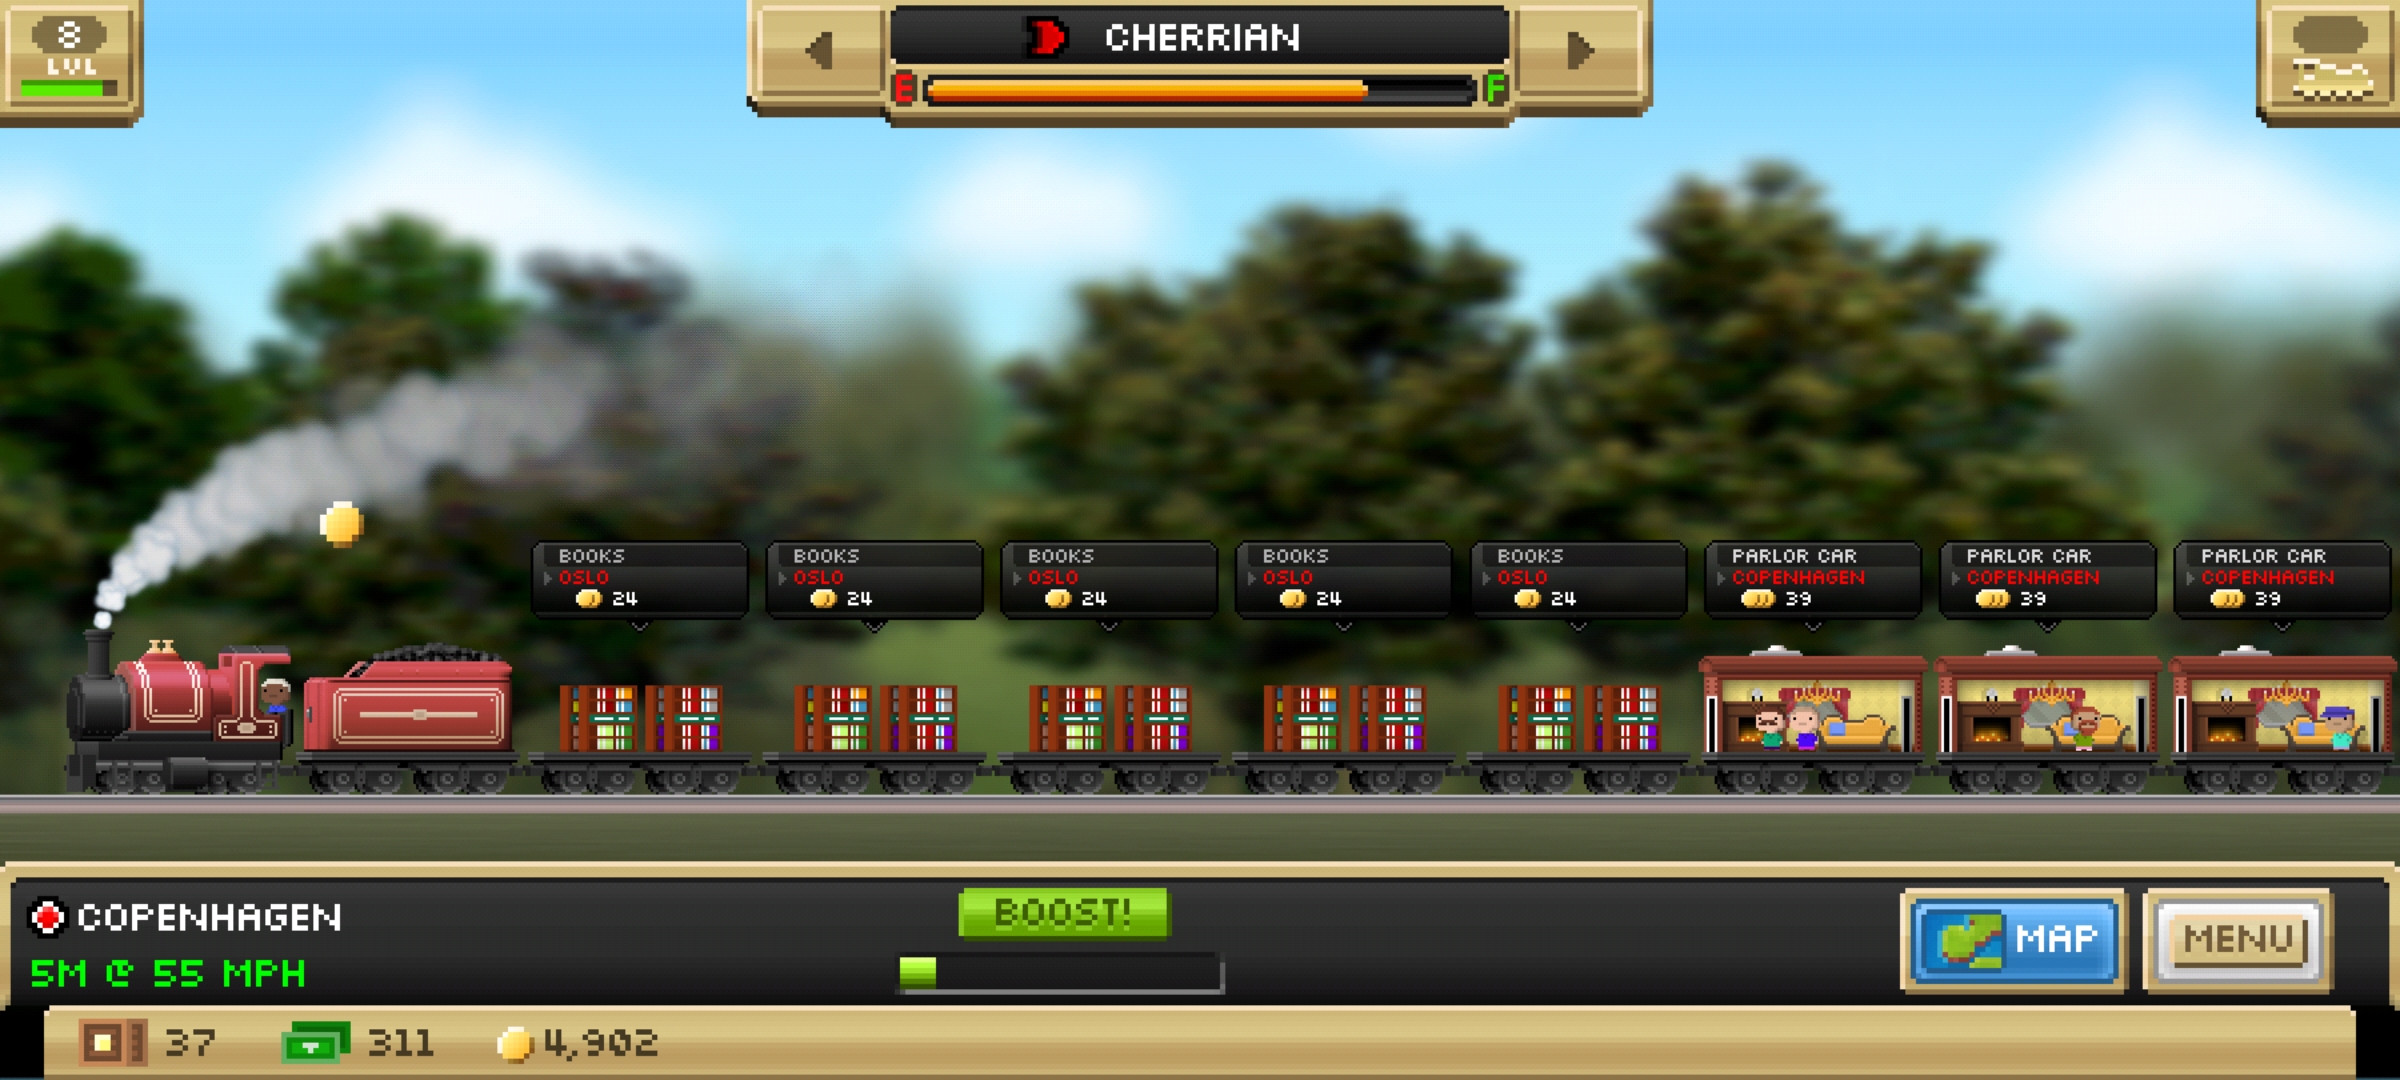 8
LVL
CHERRIAN
E F
BOOKS
OSLO
24
BOOKS
OSLO
24
BOOKS
OSLO
24
BOOKS
OSLO
24
BOOKS
OSLO
24
PARLOR CAR
COPENHAGEN
39
PARLOR CAR
COPENHAGEN
39
PARLOR CAR
COPENHAGEN
39
COPENHAGEN
5M @ 55 MPH
BOOST!
MAP
MENU
37 311 4,902